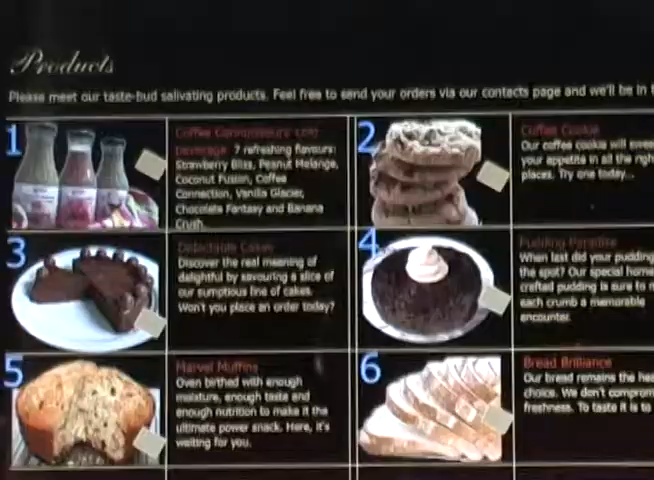 Products
Please meet our taste-bud salivating products. Feel free to send your orders via our contacts page and we'll be in t
1
Coffee Connoisseurs' cold
beverage 7 refreshing flavours:
Strawberry Bliss, Peanut Melange,
Coconut Fusion, Coffee
Connection, Vanilla Glacier,
Chocolate Fantasy and Banana
Crush.
2
Coffee Cookie
Our coffee cookie will swee
your appetite in all the righ
places. Try one today...
3
Delectable Cakes
Discover the real meaning of
delightful by savouring a slice of
our sumptious line of cakes.
Won't you place an order today?
4
Pudding Paradise
When last did your pudding
the spot? Our special home
crafted pudding is sure to m
each crumb a memorable
encounter.
5
Marvel Muffins
Oven birthed with enough
moisture, enough taste and
enough nutrition to make it the
ultimate power snack. Here, it's
waiting for you.
6
Bread Brilliance
Our bread remains the hea
choice. We don't comprom
freshness. To taste it is to